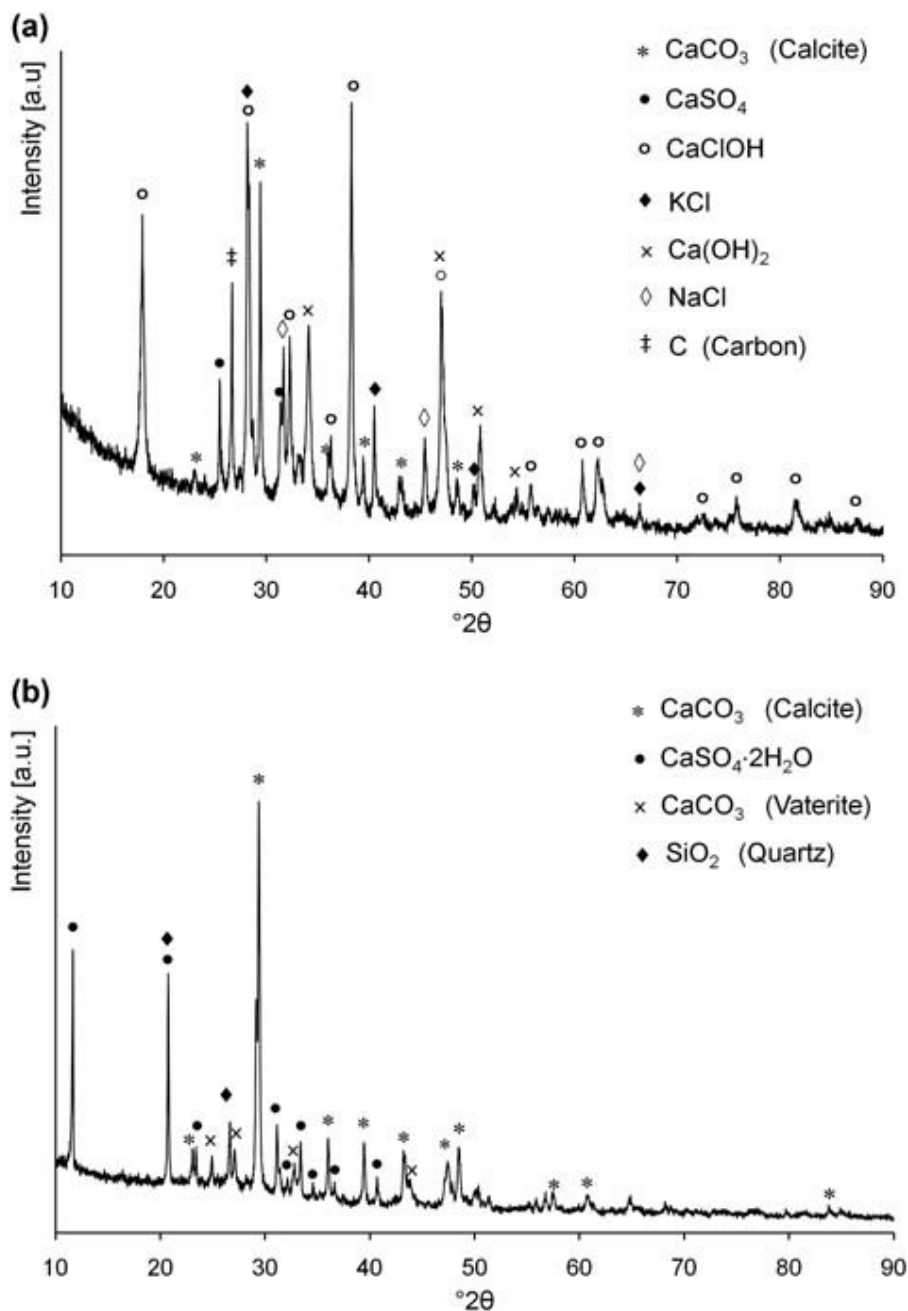 (a)
Intensity [a.u]
* CaCO₃ (Calcite)
● CaSO₄
o CaClOH
♦ KCl
× Ca(OH)₂
◊ NaCl
‡ C (Carbon)
10 20 30 40 50 60 70 80 90
°2θ
(b)
Intensity [a.u.]
* CaCO₃ (Calcite)
● CaSO₄·2H₂O
× CaCO₃ (Vaterite)
♦ SiO₂ (Quartz)
10 20 30 40 50 60 70 80 90
°2θ